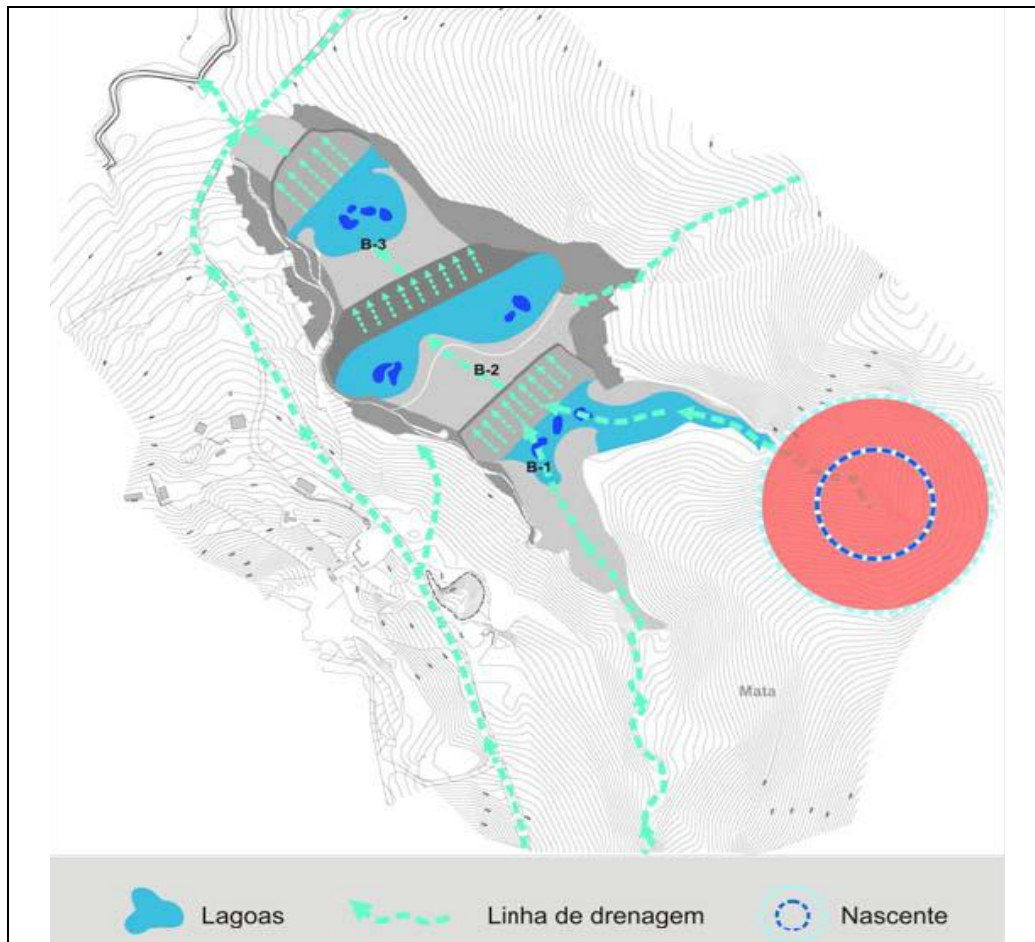 B-3
B-2
B-1
Mata
Lagoas
Linha de drenagem
Nascente